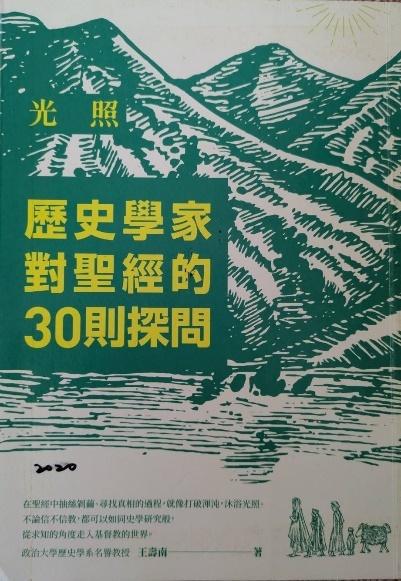 光照
歷史學家
對聖經的
30則探問
2020
在聖經中抽絲剝繭、尋找真相的過程，就像打破渾沌，沐浴光照。
不論信不信教，都可以如同史學研究般，
從求知的角度走入基督教的世界。
政治大學歷史學系名譽教授 王壽南——著